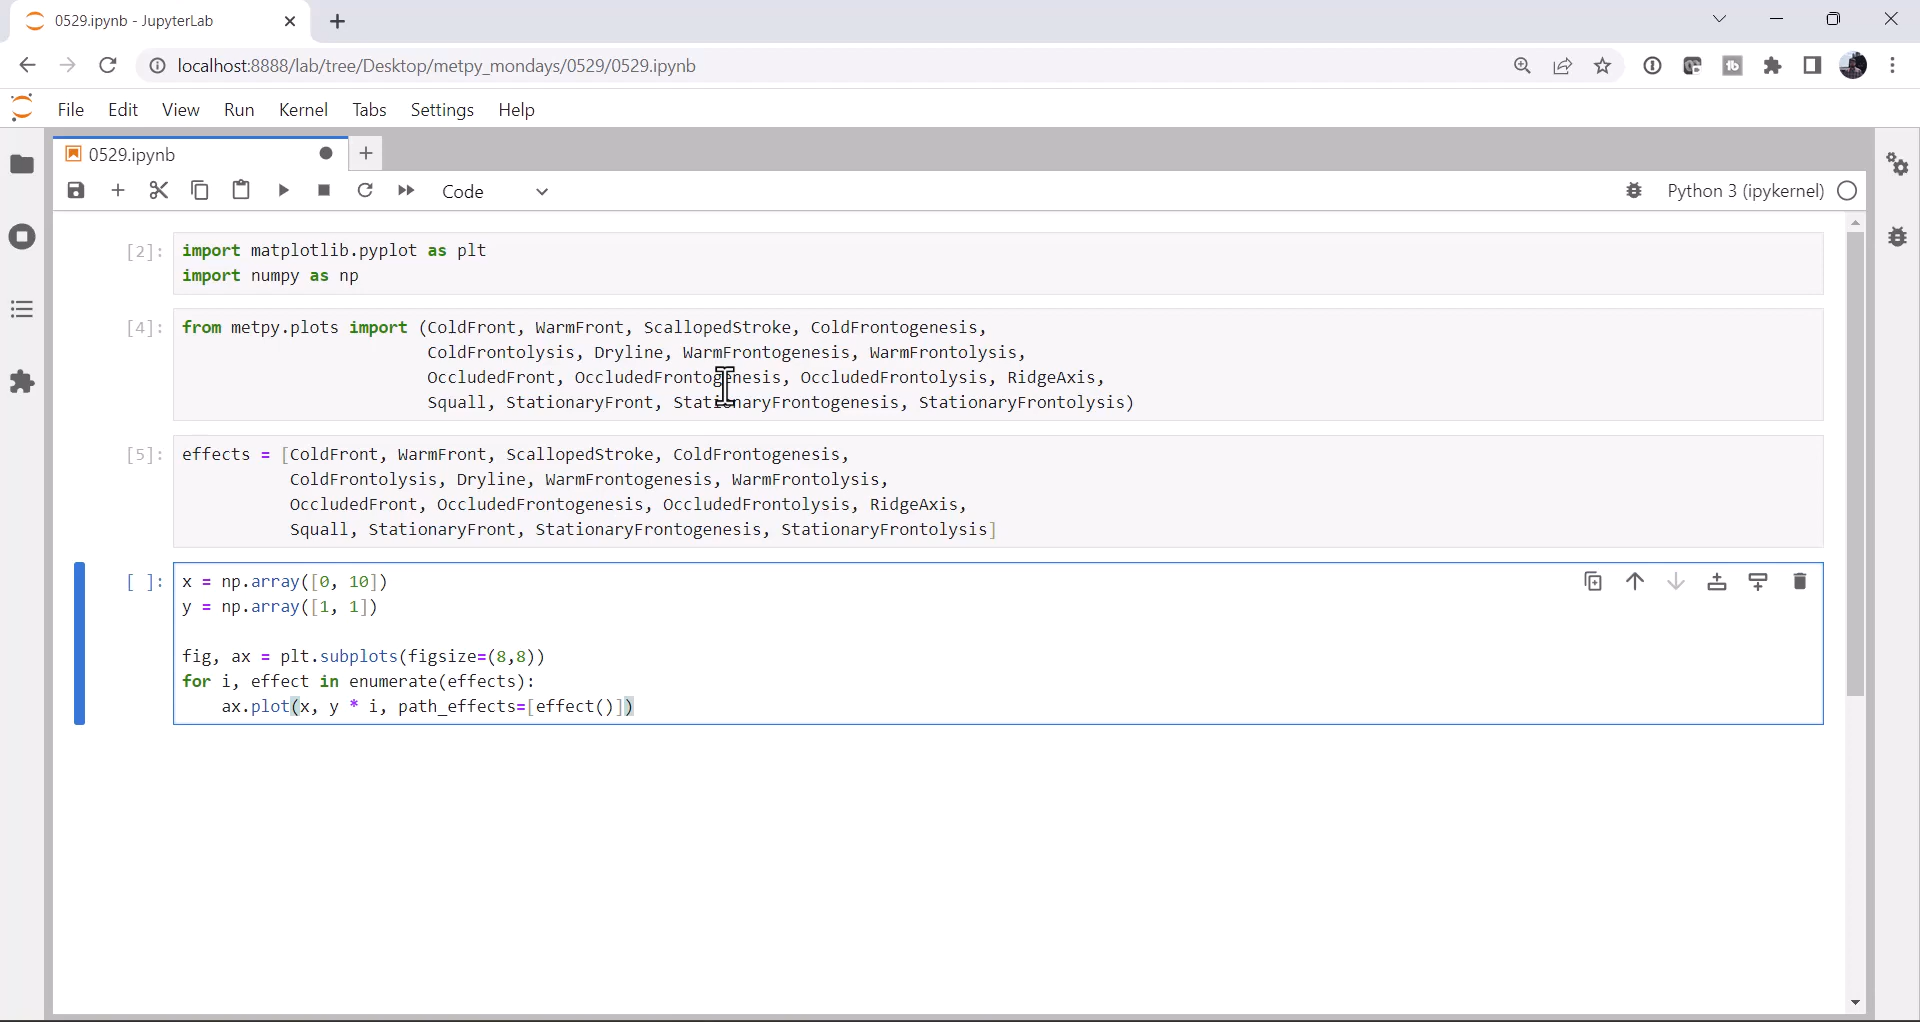 0529.ipynb - JupyterLab
localhost:8888/lab/tree/Desktop/metpy_mondays/0529/0529.ipynb
File Edit View Run Kernel Tabs Settings Help
0529.ipynb
Code Python 3 (ipykernel)
[2]: import matplotlib.pyplot as plt
import numpy as np
[4]: from metpy.plots import (ColdFront, WarmFront, ScallopedStroke, ColdFrontogenesis,
ColdFrontolysis, Dryline, WarmFrontogenesis, WarmFrontolysis,
OccludedFront, OccludedFrontogenesis, OccludedFrontolysis, RidgeAxis,
Squall, StationaryFront, StationaryFrontogenesis, StationaryFrontolysis)
[5]: effects = [ColdFront, WarmFront, ScallopedStroke, ColdFrontogenesis,
ColdFrontolysis, Dryline, WarmFrontogenesis, WarmFrontolysis,
OccludedFront, OccludedFrontogenesis, OccludedFrontolysis, RidgeAxis,
Squall, StationaryFront, StationaryFrontogenesis, StationaryFrontolysis]
[ ]: x = np.array([0, 10])
y = np.array([1, 1])
fig, ax = plt.subplots(figsize=(8,8))
for i, effect in enumerate(effects):
ax.plot(x, y * i, path_effects=[effect()])